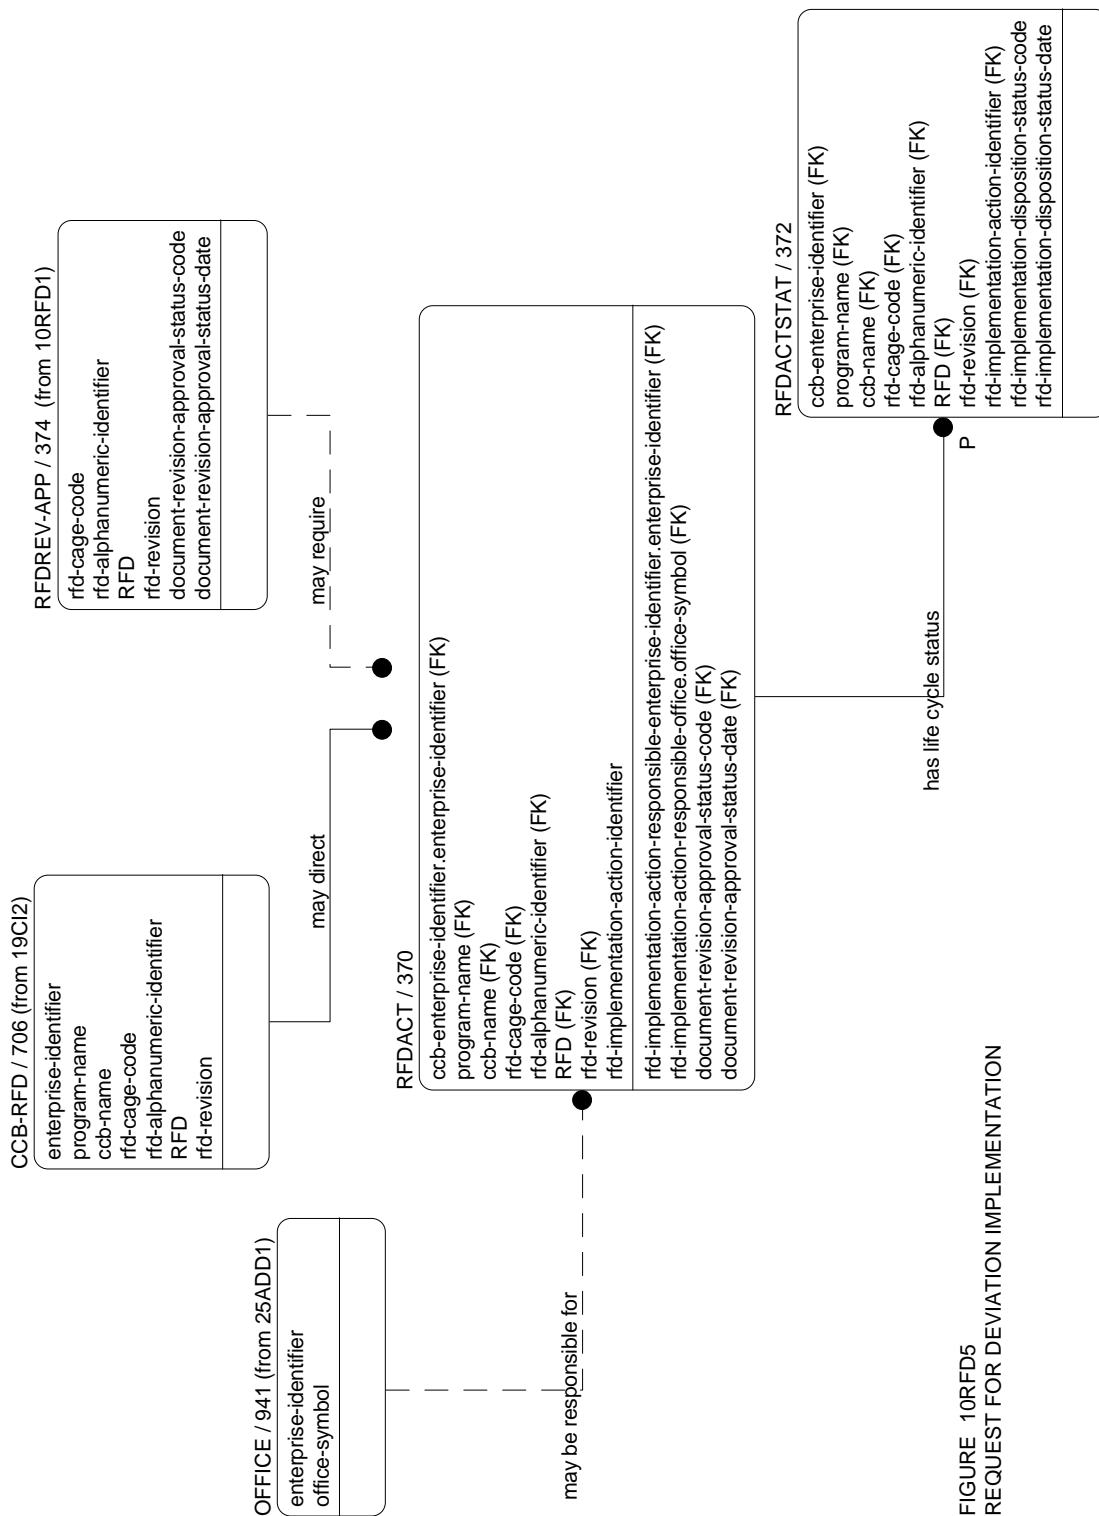 OFFICE / 941 (from 25ADD1)
enterprise-identifier
office-symbol
CCB-RFD / 706 (from 19CI2)
enterprise-identifier
program-name
ccb-name
rfd-cage-code
rfd-alphanumeric-identifier
RFD
rfd-revision
RFDREV-APP / 374 (from 10RFD1)
rfd-cage-code
rfd-alphanumeric-identifier
RFD
rfd-revision
document-revision-approval-status-code
document-revision-approval-status-date
may be responsible for
may direct
may require
RFDACT / 370
ccb-enterprise-identifier.enterprise-identifier (FK)
program-name (FK)
ccb-name (FK)
rfd-cage-code (FK)
rfd-alphanumeric-identifier (FK)
RFD (FK)
rfd-revision (FK)
rfd-implementation-action-identifier
rfd-implementation-action-responsible-enterprise-identifier.enterprise-identifier (FK)
rfd-implementation-action-responsible-office.office-symbol (FK)
document-revision-approval-status-code (FK)
document-revision-approval-status-date (FK)
has life cycle status
P
RFDACTSTAT / 372
ccb-enterprise-identifier (FK)
program-name (FK)
ccb-name (FK)
rfd-cage-code (FK)
rfd-alphanumeric-identifier (FK)
RFD (FK)
rfd-revision (FK)
rfd-implementation-action-identifier (FK)
rfd-implementation-disposition-status-code
rfd-implementation-disposition-status-date
FIGURE 10RFD5
REQUEST FOR DEVIATION IMPLEMENTATION